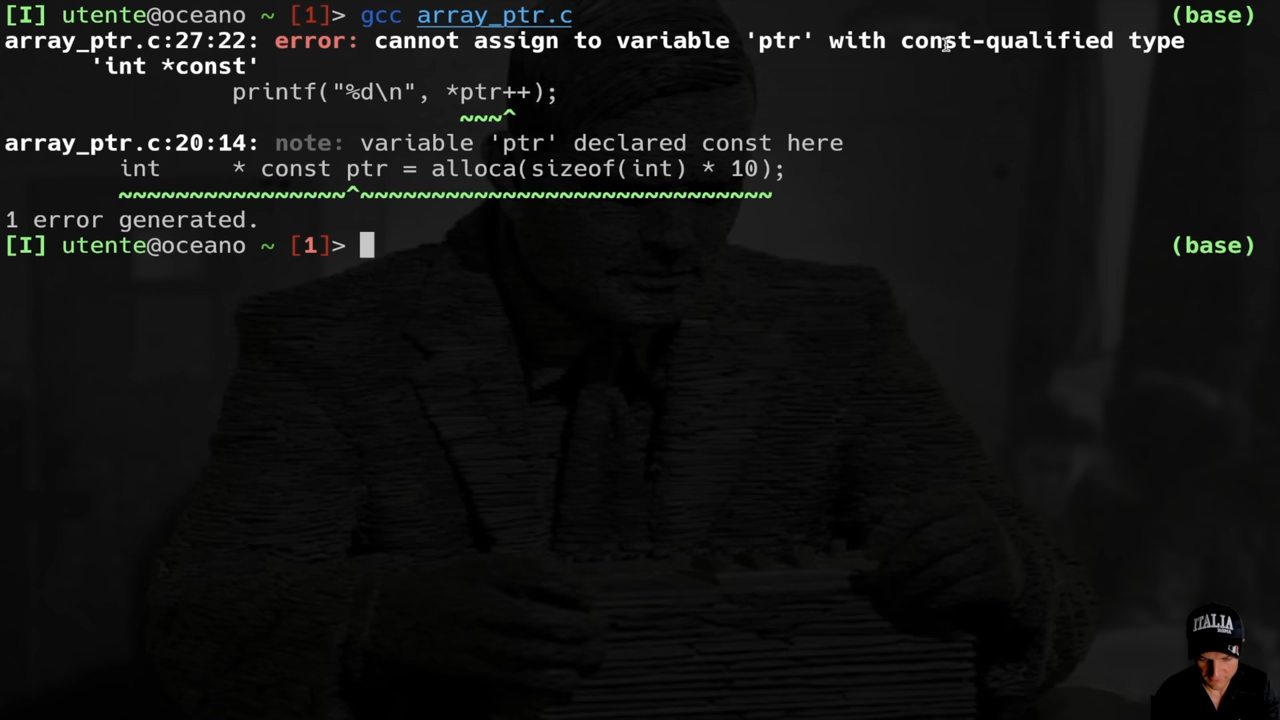 [I] utente@oceano ~ [1]> gcc array_ptr.c (base)
array_ptr.c:27:22: error: cannot assign to variable 'ptr' with const-qualified type
'int *const'
printf("%d\n", *ptr++);
~~~^
array_ptr.c:20:14: note: variable 'ptr' declared const here
int * const ptr = alloca(sizeof(int) * 10);
~~~~~~~~~~~~~~~~^~~~~~~~~~~~~~~~~~~~~~~~~~~~~
1 error generated.
[I] utente@oceano ~ [1]> (base)
ITALIA